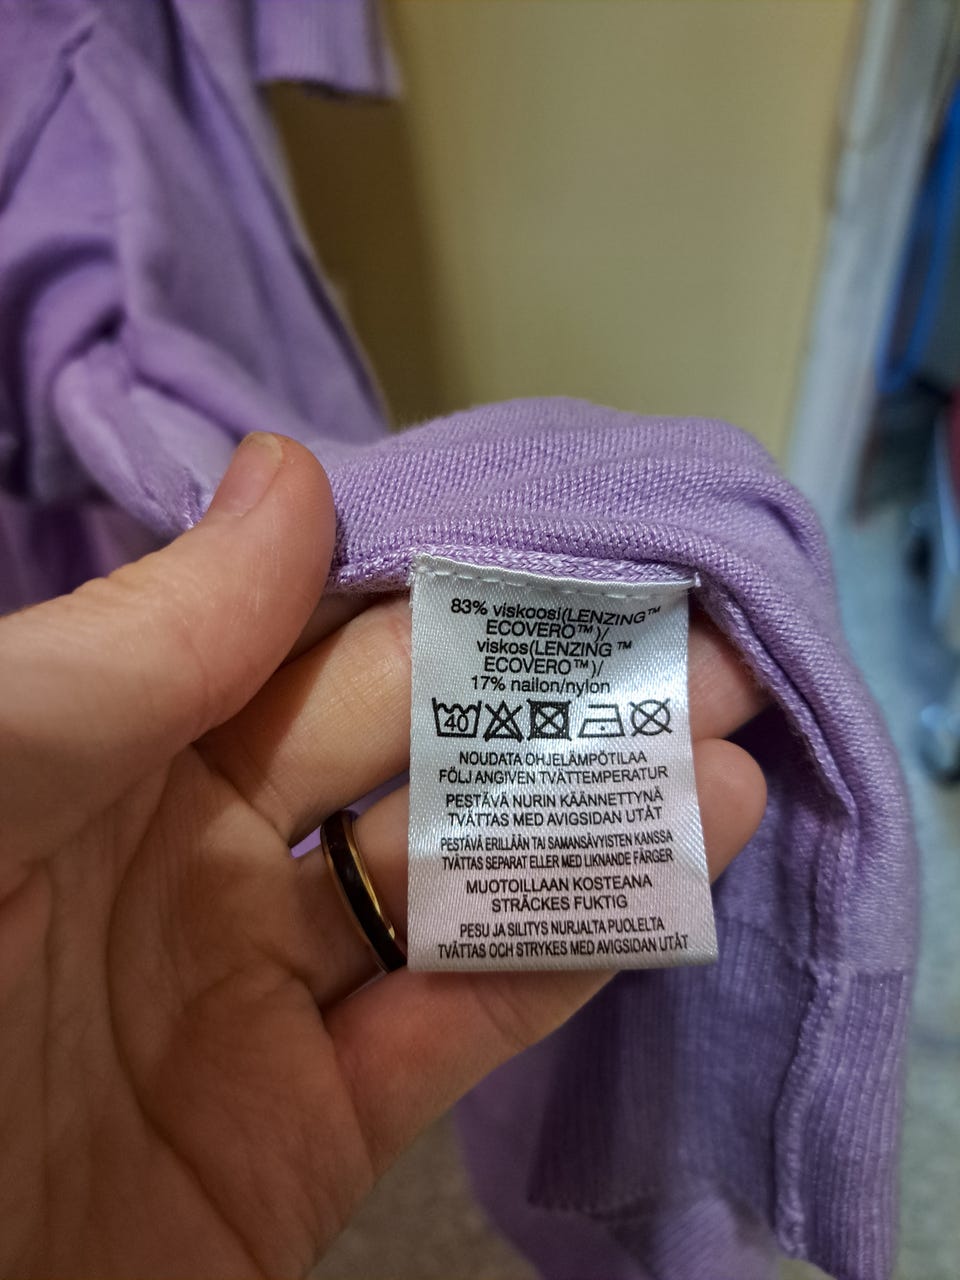 83% viskoosi(LENZING™
ECOVERO™)/
viskos(LENZING ™
ECOVERO™)/
17% nailon/nylon
40
NOUDATA OHJELÄMPÖTILAA
FÖLJ ANGIVEN TVÄTTEMPERATUR
PESTÄVÄ NURIN KÄÄNNETTYNÄ
TVÄTTAS MED AVIGSIDAN UTÅT
PESTÄVÄ ERILLÄÄN TAI SAMANSÄVYISTEN KANSSA
TVÄTTAS SEPARAT ELLER MED LIKNANDE FÄRGER
MUOTOILLAAN KOSTEANA
STRÄCKES FUKTIG
PESU JA SILITYS NURJALTA PUOLELTA
TVÄTTAS OCH STRYKES MED AVIGSIDAN UTÅT